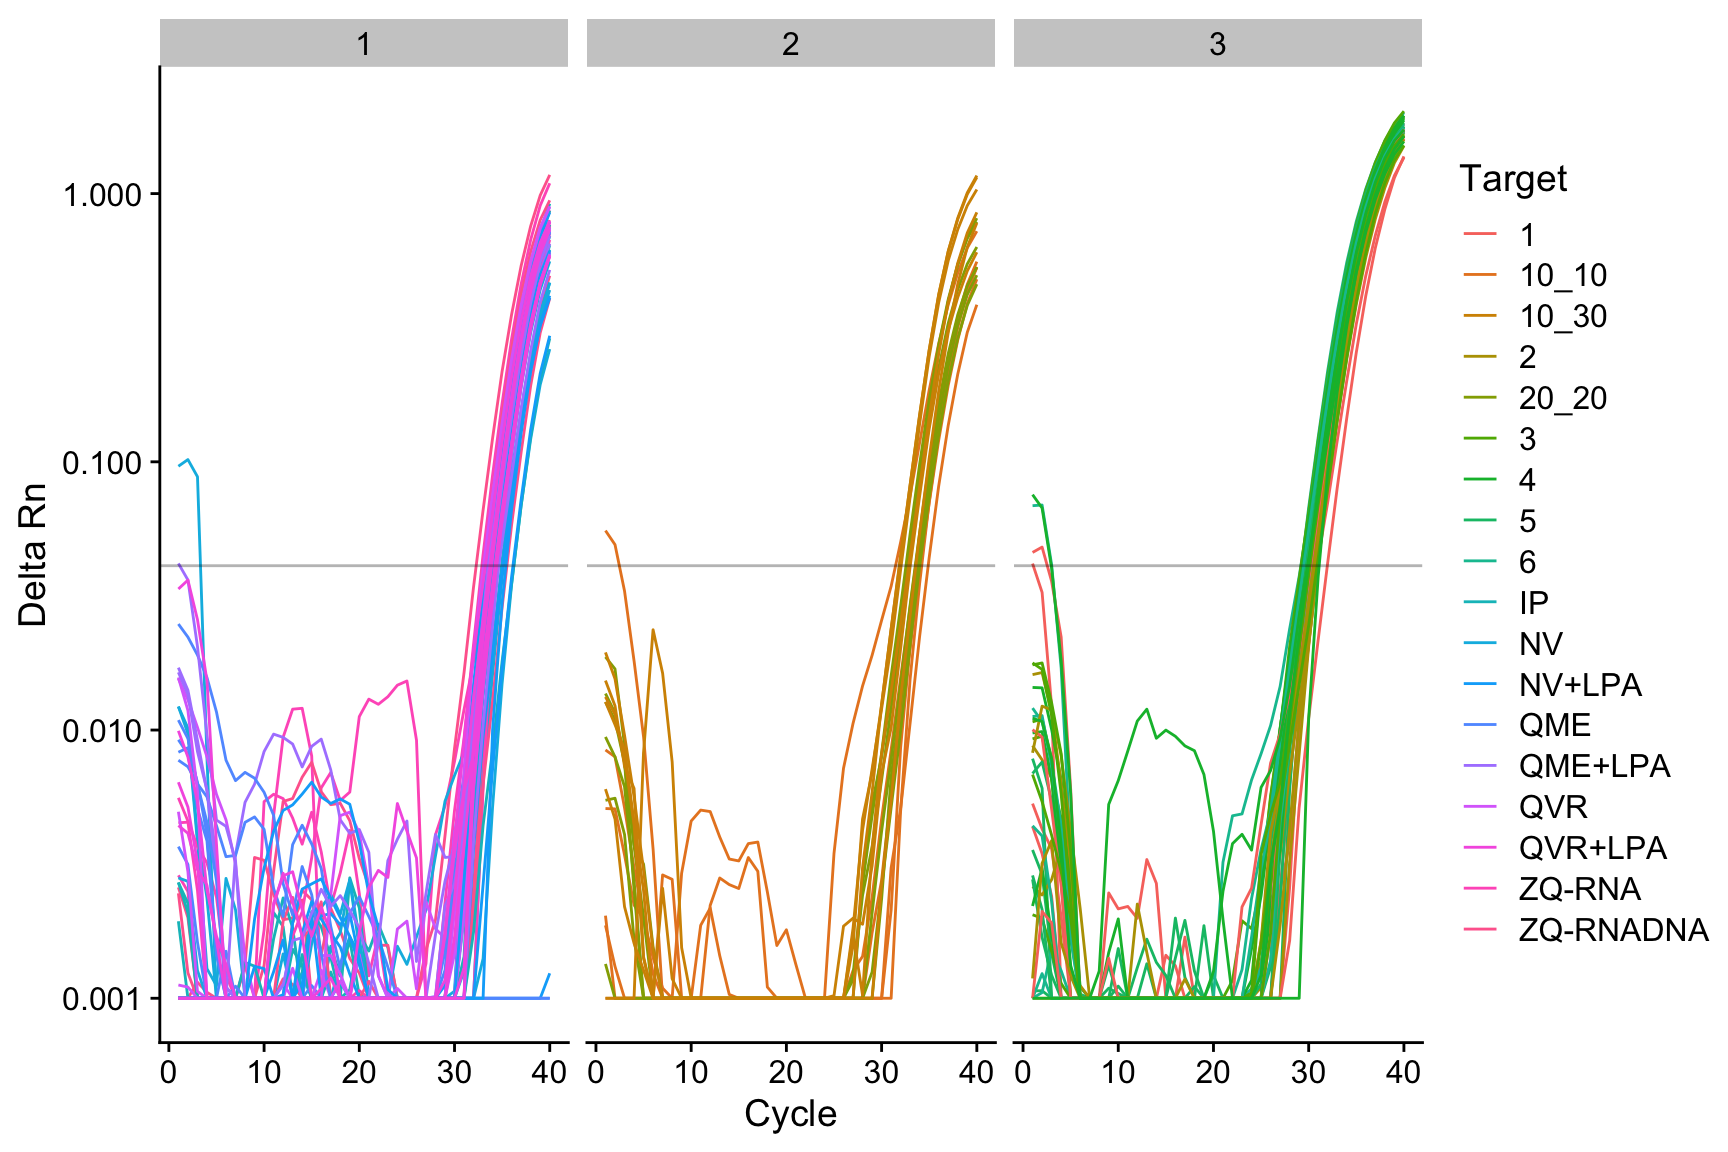 1 2 3
Delta Rn
1.000
0.100
0.010
0.001
0 10 20 30 40 0 10 20 30 40 0 10 20 30 40
Cycle
Target
1
10_10
10_30
2
20_20
3
4
5
6
IP
NV
NV+LPA
QME
QME+LPA
QVR
QVR+LPA
ZQ-RNA
ZQ-RNADNA